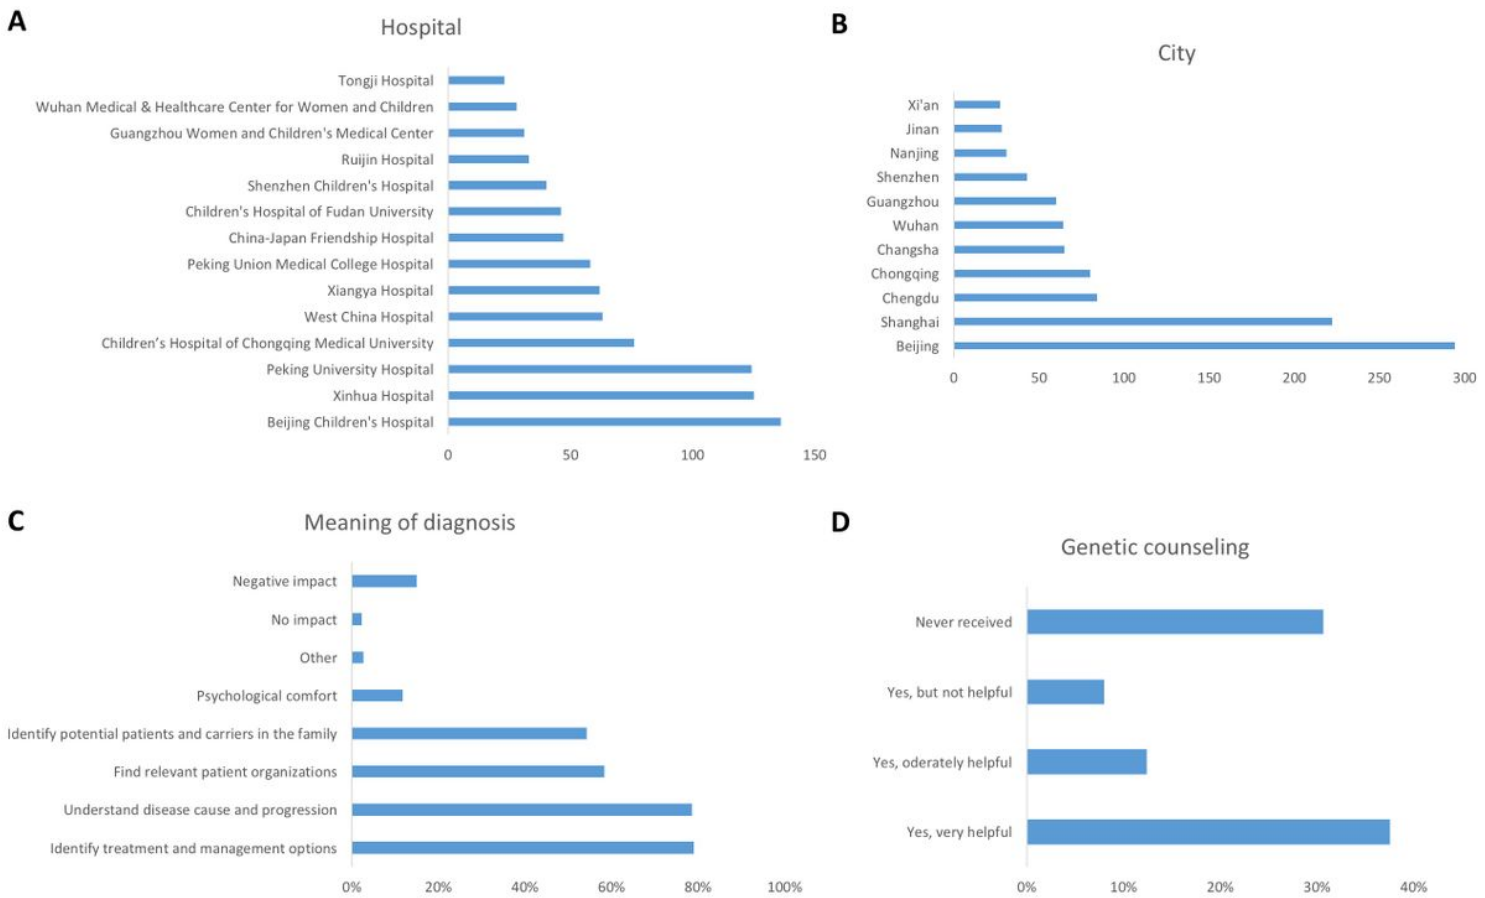 A
Hospital
Tongji Hospital
Wuhan Medical & Healthcare Center for Women and Children
Guangzhou Women and Children's Medical Center
Ruijin Hospital
Shenzhen Children's Hospital
Children's Hospital of Fudan University
China-Japan Friendship Hospital
Peking Union Medical College Hospital
Xiangya Hospital
West China Hospital
Children’s Hospital of Chongqing Medical University
Peking University Hospital
Xinhua Hospital
Beijing Children's Hospital
0 50 100 150
B
City
Xi'an
Jinan
Nanjing
Shenzhen
Guangzhou
Wuhan
Changsha
Chongqing
Chengdu
Shanghai
Beijing
0 50 100 150 200 250 300
C
Meaning of diagnosis
Negative impact
No impact
Other
Psychological comfort
Identify potential patients and carriers in the family
Find relevant patient organizations
Understand disease cause and progression
Identify treatment and management options
0% 20% 40% 60% 80% 100%
D
Genetic counseling
Never received
Yes, but not helpful
Yes, oderately helpful
Yes, very helpful
0% 10% 20% 30% 40%